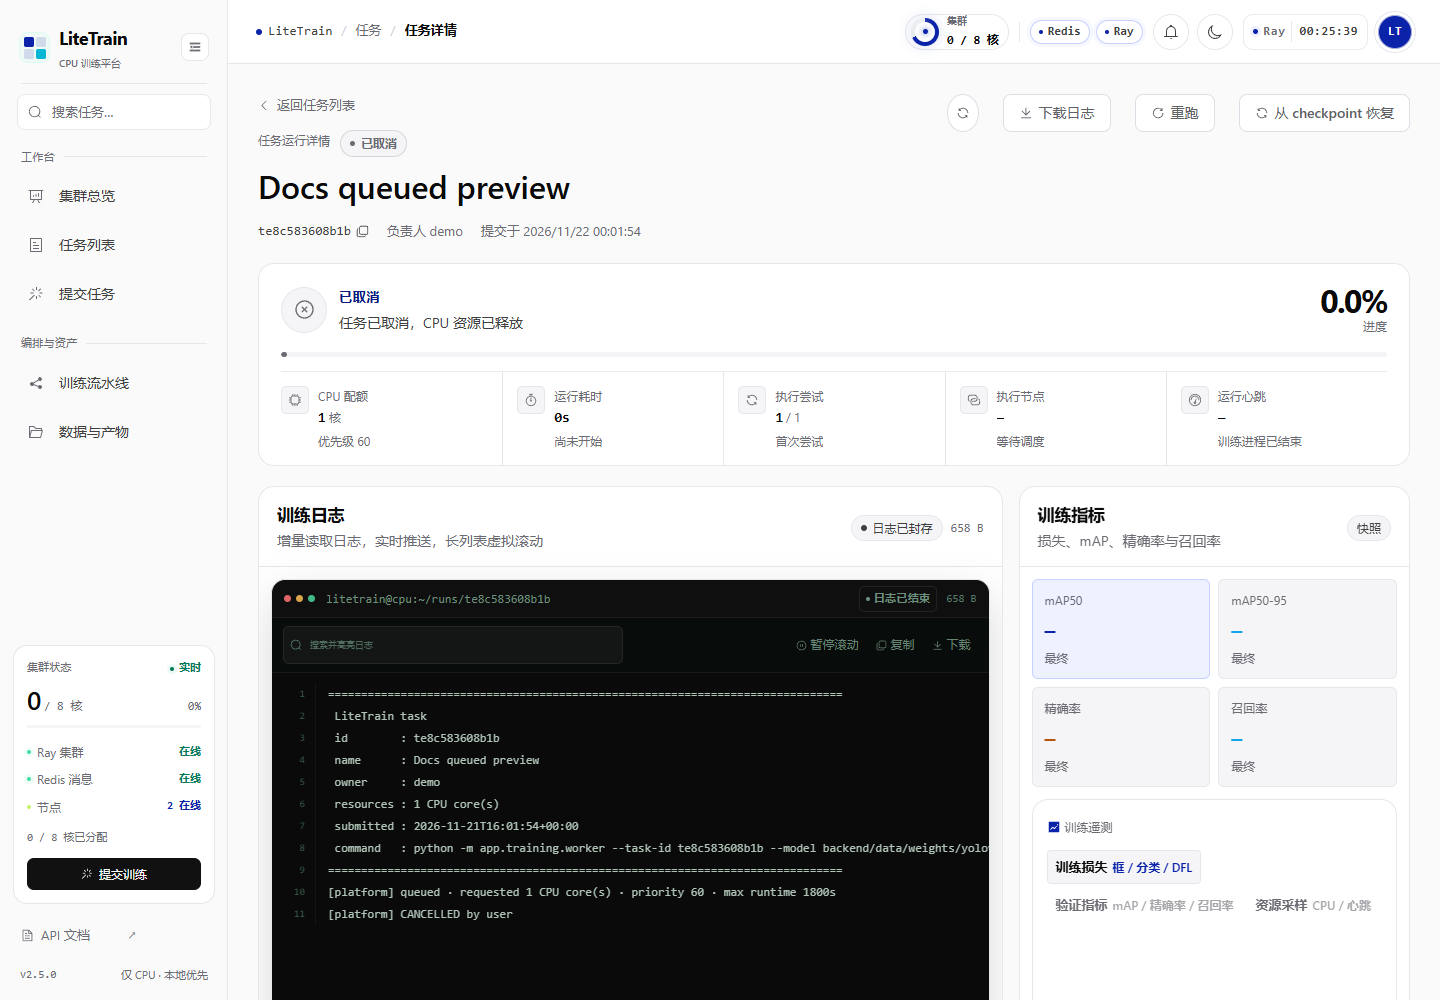 LiteTrain
CPU 训练平台
搜索任务...
工作台
集群总览
任务列表
提交任务
编排与资产
训练流水线
数据与产物
集群状态
实时
0 / 8 核
0%
Ray 集群
在线
Redis 消息
在线
节点
2 在线
0 / 8 核已分配
提交训练
API 文档
↗
v2.5.0
仅 CPU · 本地优先
LiteTrain / 任务 / 任务详情
集群
0 / 8 核
Redis
Ray
Ray
00:25:39
LT
返回任务列表
下载日志
重跑
从 checkpoint 恢复
任务运行详情
已取消
Docs queued preview
te8c583608b1b
负责人 demo
提交于 2026/11/22 00:01:54
已取消
任务已取消，CPU 资源已释放
0.0%
进度
CPU 配额
1 核
优先级 60
运行耗时
0s
尚未开始
执行尝试
1 / 1
首次尝试
执行节点
—
等待调度
运行心跳
—
训练进程已结束
训练日志
增量读取日志，实时推送，长列表虚拟滚动
日志已封存
658 B
litetrain@cpu:~/runs/te8c583608b1b
日志已结束
658 B
搜索并高亮日志
暂停滚动
复制
下载
1 ==============================================================================
2 LiteTrain task
3 id : te8c583608b1b
4 name : Docs queued preview
5 owner : demo
6 resources : 1 CPU core(s)
7 submitted : 2026-11-21T16:01:54+00:00
8 command : python -m app.training.worker --task-id te8c583608b1b --model backend/data/weights/yolov
9 ==============================================================================
10 [platform] queued · requested 1 CPU core(s) · priority 60 · max runtime 1800s
11 [platform] CANCELLED by user
训练指标
损失、mAP、精确率与召回率
快照
mAP50
—
最终
mAP50-95
—
最终
精确率
—
最终
召回率
—
最终
训练遥测
训练损失 框 / 分类 / DFL
验证指标 mAP / 精确率 / 召回率
资源采样 CPU / 心跳